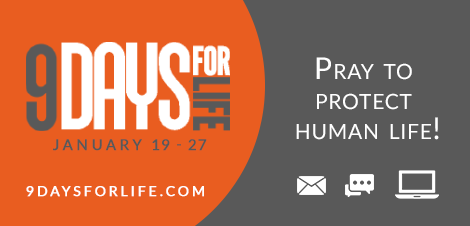 9 DAYS FOR LIFE
JANUARY 19 - 27
9DAYSFORLIFE.COM
PRAY TO
PROTECT
HUMAN LIFE!